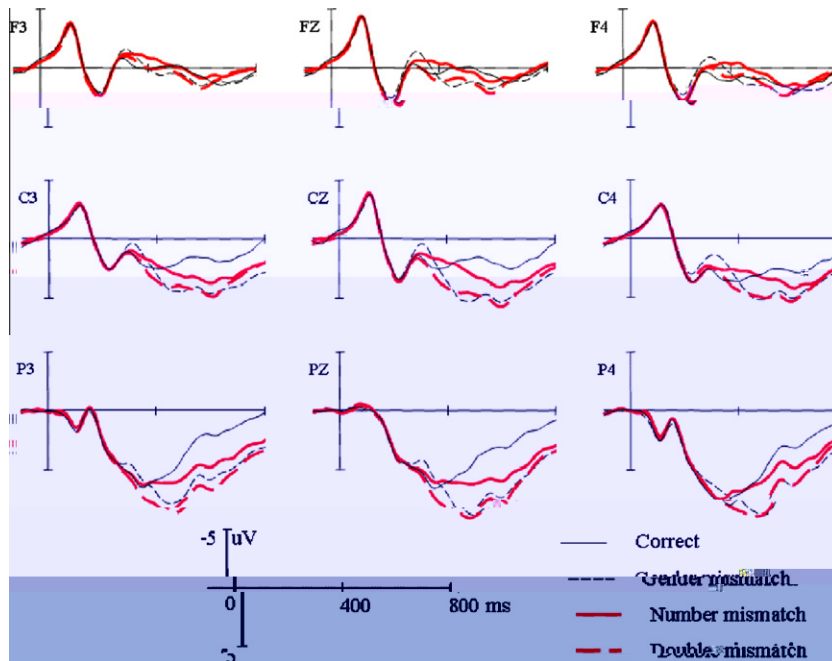 F3 FZ F4
C3 CZ C4
P3 PZ P4
-5 uV
Correct
Gender mismatch
0 400 800 ms
Number mismatch
5
Double mismatch